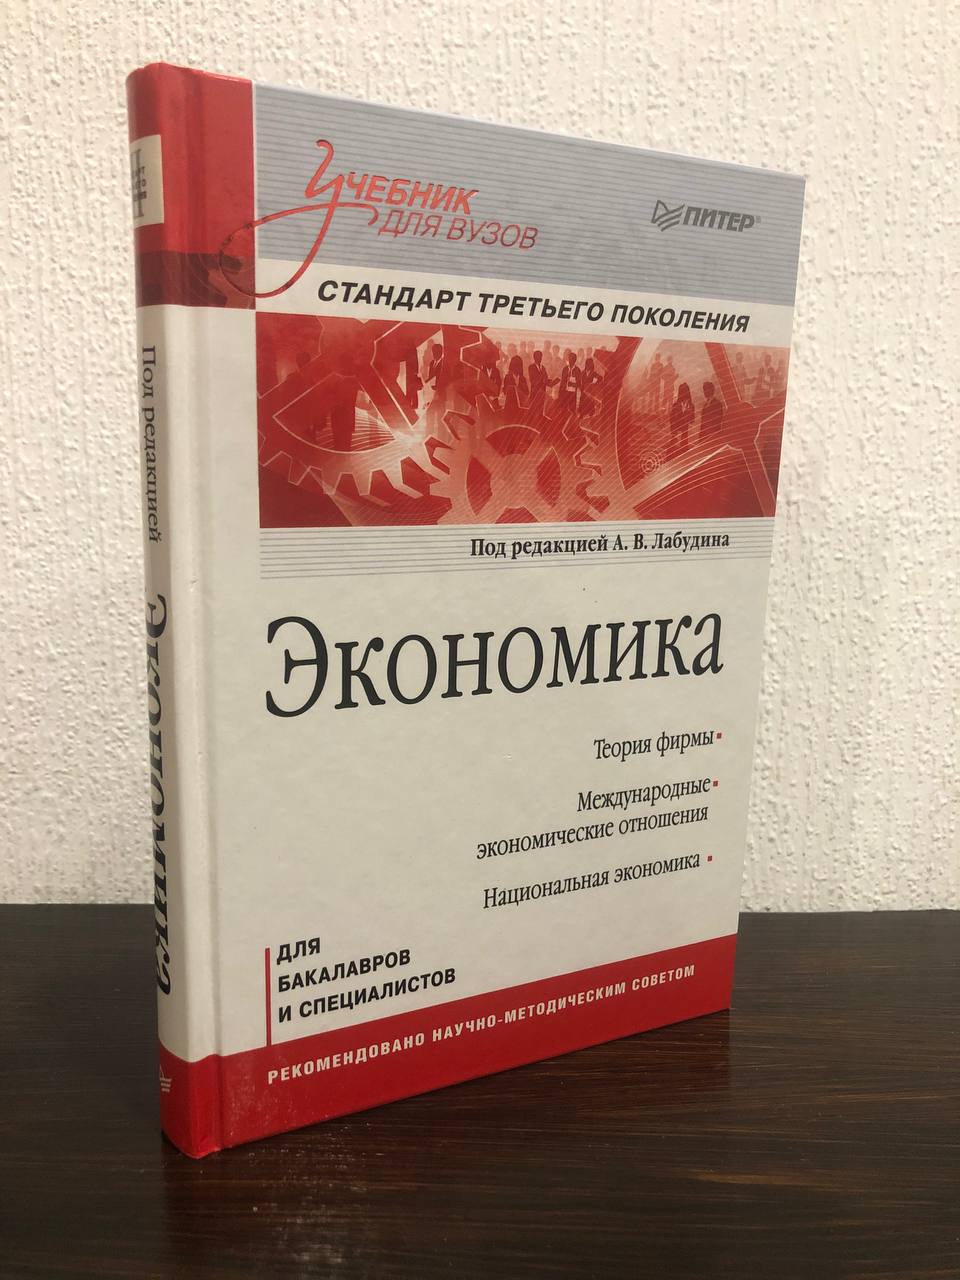 УЧЕБНИК
ДЛЯ ВУЗОВ
ПИТЕР®
СТАНДАРТ ТРЕТЬЕГО ПОКОЛЕНИЯ
Под редакцией А. В. Лабудина
ЭКОНОМИКА
Теория фирмы
Международные
экономические отношения
Национальная экономика
ДЛЯ
БАКАЛАВРОВ
И СПЕЦИАЛИСТОВ
РЕКОМЕНДОВАНО НАУЧНО-МЕТОДИЧЕСКИМ СОВЕТОМ
Под редакцией
ЭКОНОМИКА